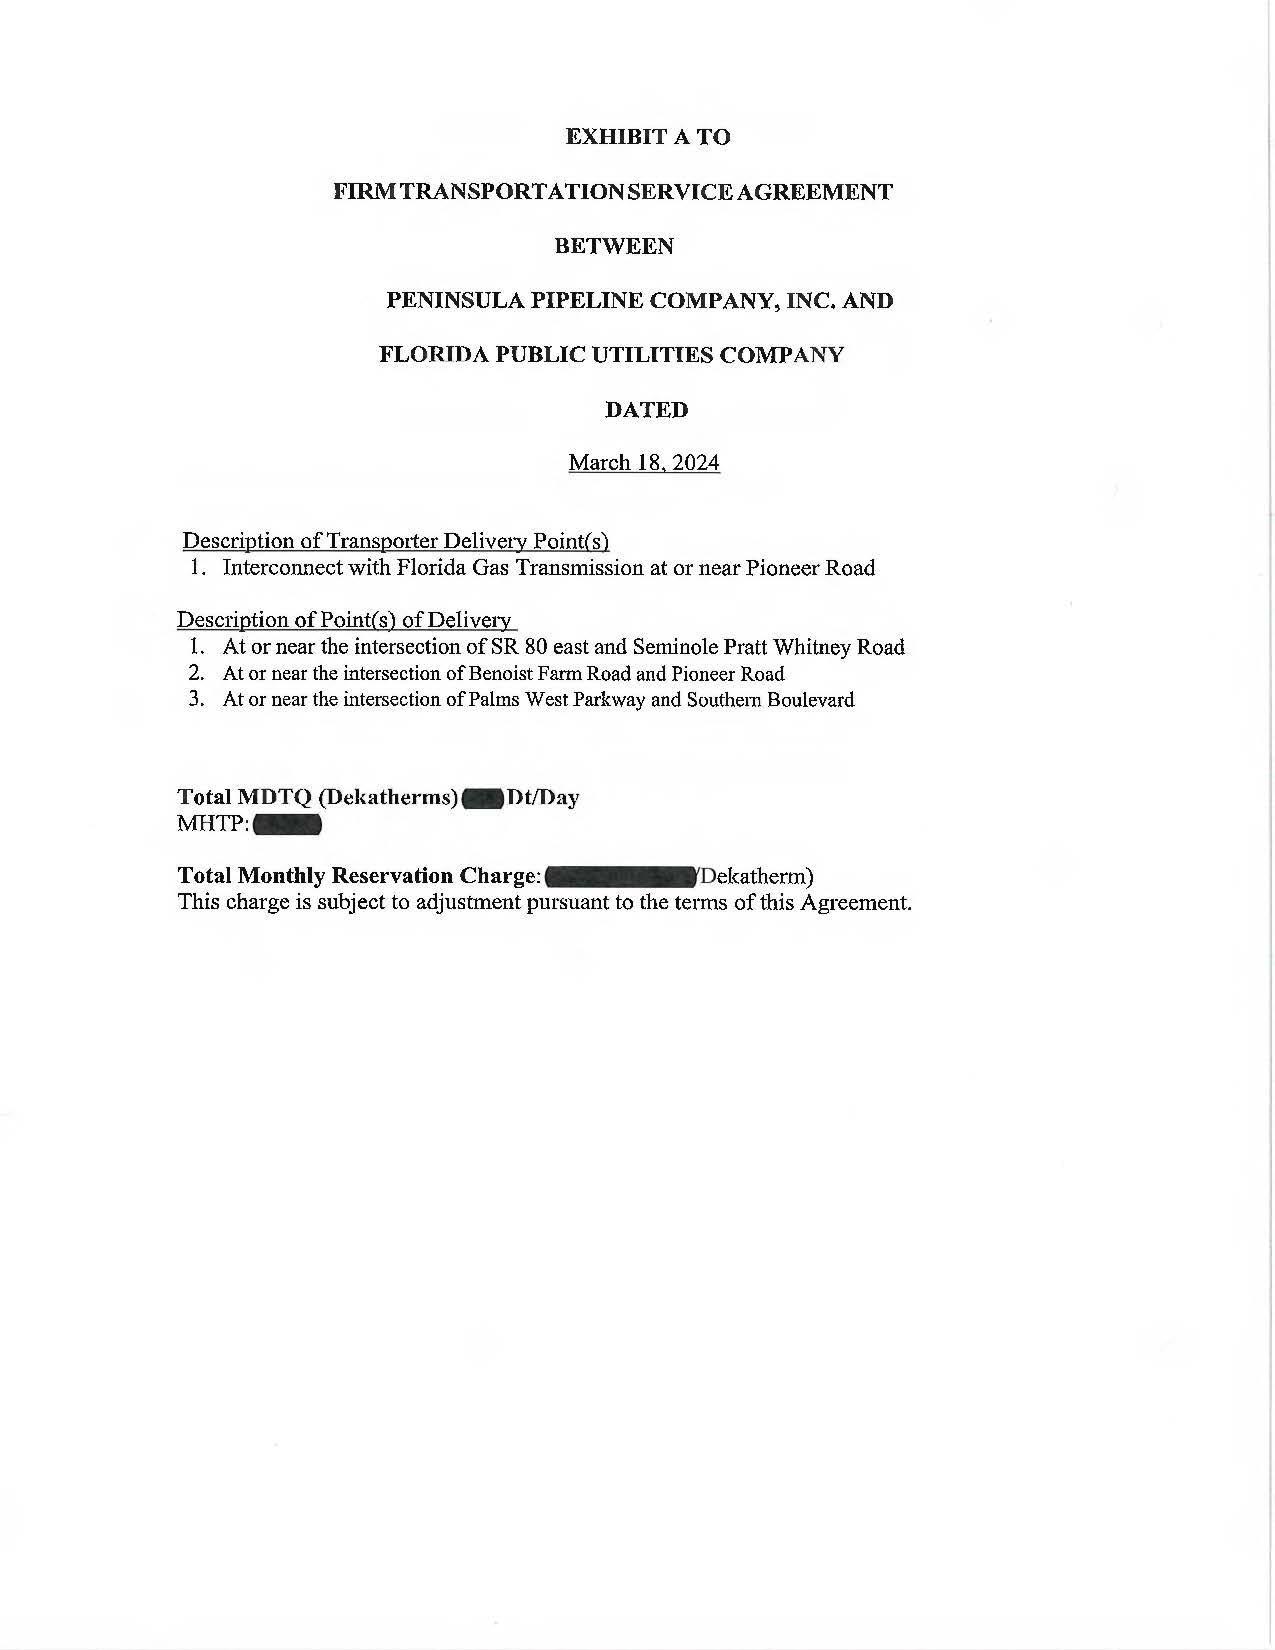 EXHIBIT A TO
FIRM TRANSPORTATION SERVICE AGREEMENT
BETWEEN
PENINSULA PIPELINE COMPANY, INC. AND
FLORIDA PUBLIC UTILITIES COMPANY
DATED
March 18, 2024
Description of Transporter Delivery Point(s)
1. Interconnect with Florida Gas Transmission at or near Pioneer Road
Description of Point(s) of Delivery
1. At or near the intersection of SR 80 east and Seminole Pratt Whitney Road
2. At or near the intersection of Benoist Farm Road and Pioneer Road
3. At or near the intersection of Palms West Parkway and Southern Boulevard
Total MDTQ (Dekatherms) Dt/Day
MHTP:
Total Monthly Reservation Charge: /Dekatherm)
This charge is subject to adjustment pursuant to the terms of this Agreement.